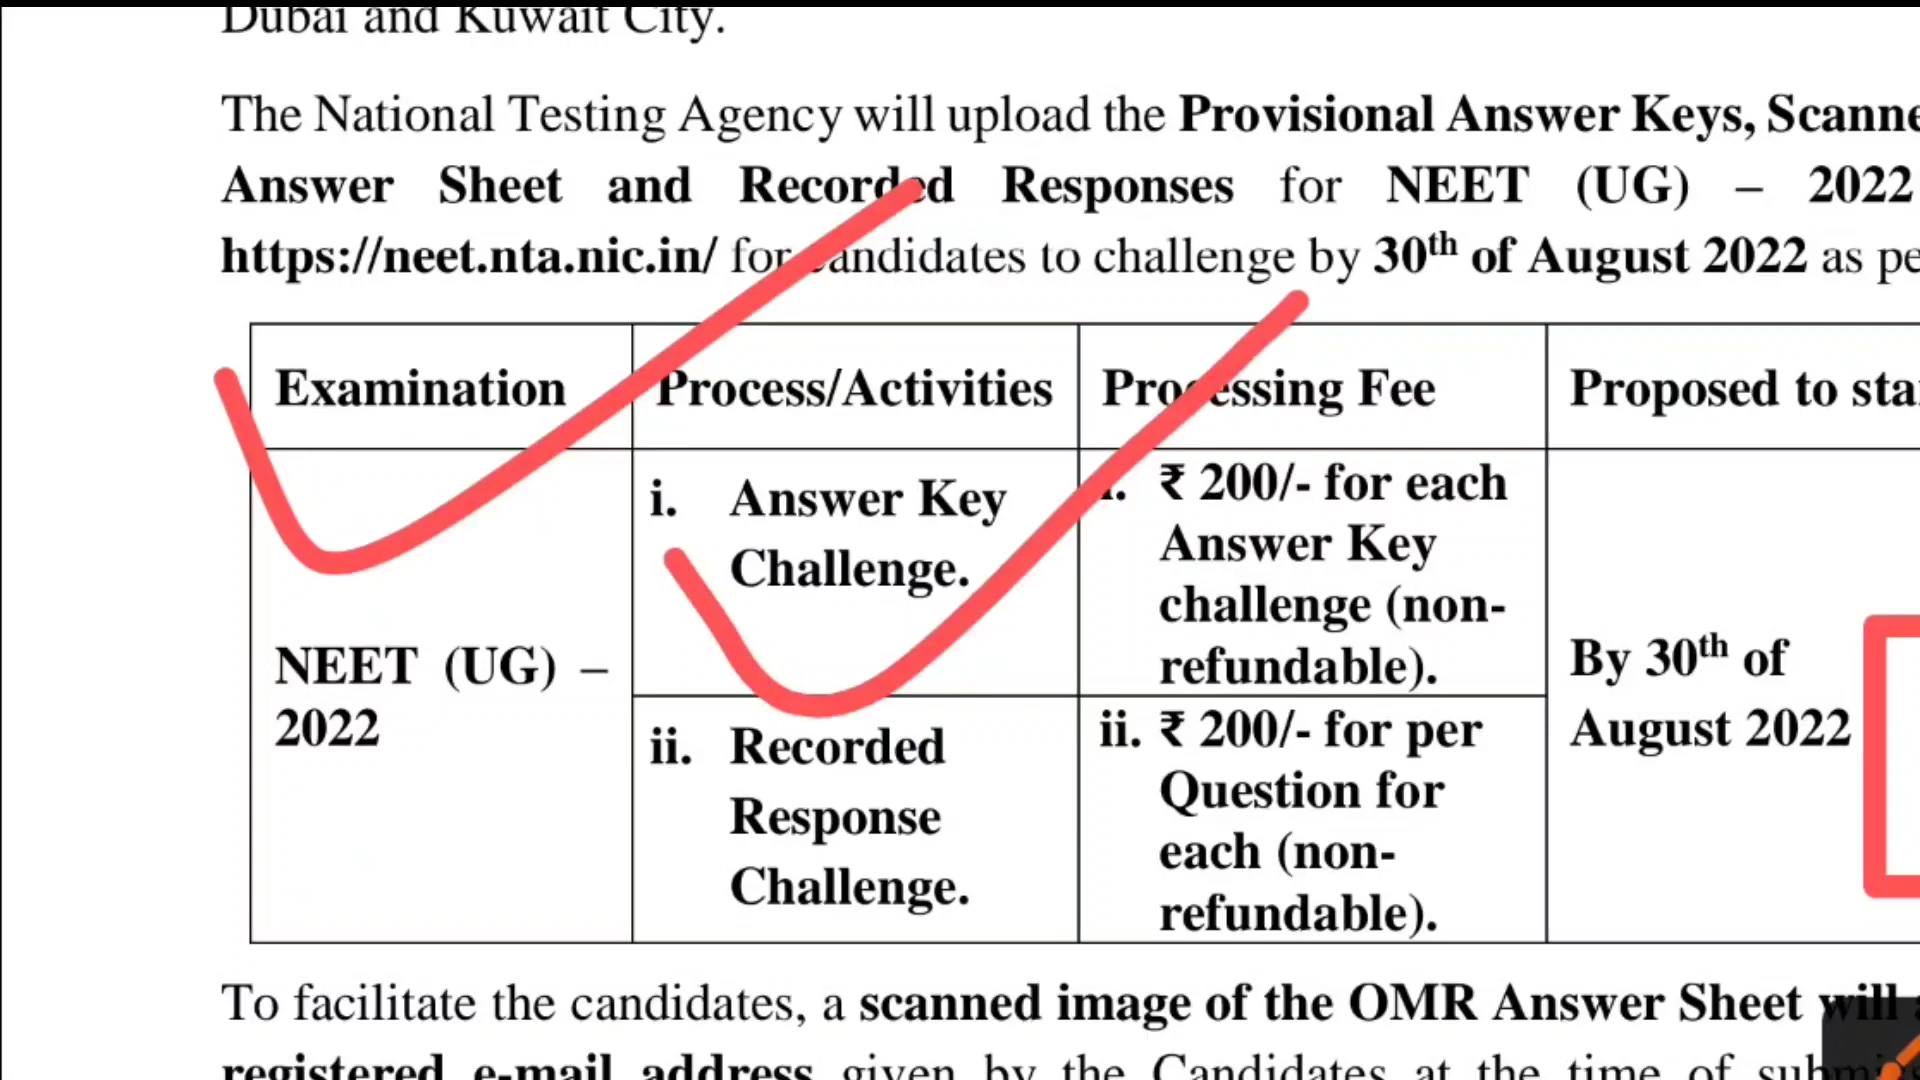 Dubai and Kuwait City.
The National Testing Agency will upload the Provisional Answer Keys, Scanne
Answer Sheet and Recorded Responses for NEET (UG) – 2022
https://neet.nta.nic.in/ for candidates to challenge by 30th of August 2022 as pe
Examination Process/Activities Processing Fee Proposed to sta
NEET (UG) –
2022
i. Answer Key
Challenge.
i. ₹ 200/- for each
Answer Key
challenge (non-
refundable).
By 30th of
August 2022
ii. Recorded
Response
Challenge.
ii. ₹ 200/- for per
Question for
each (non-
refundable).
To facilitate the candidates, a scanned image of the OMR Answer Sheet will
registered e-mail address given by the Candidates at the time of